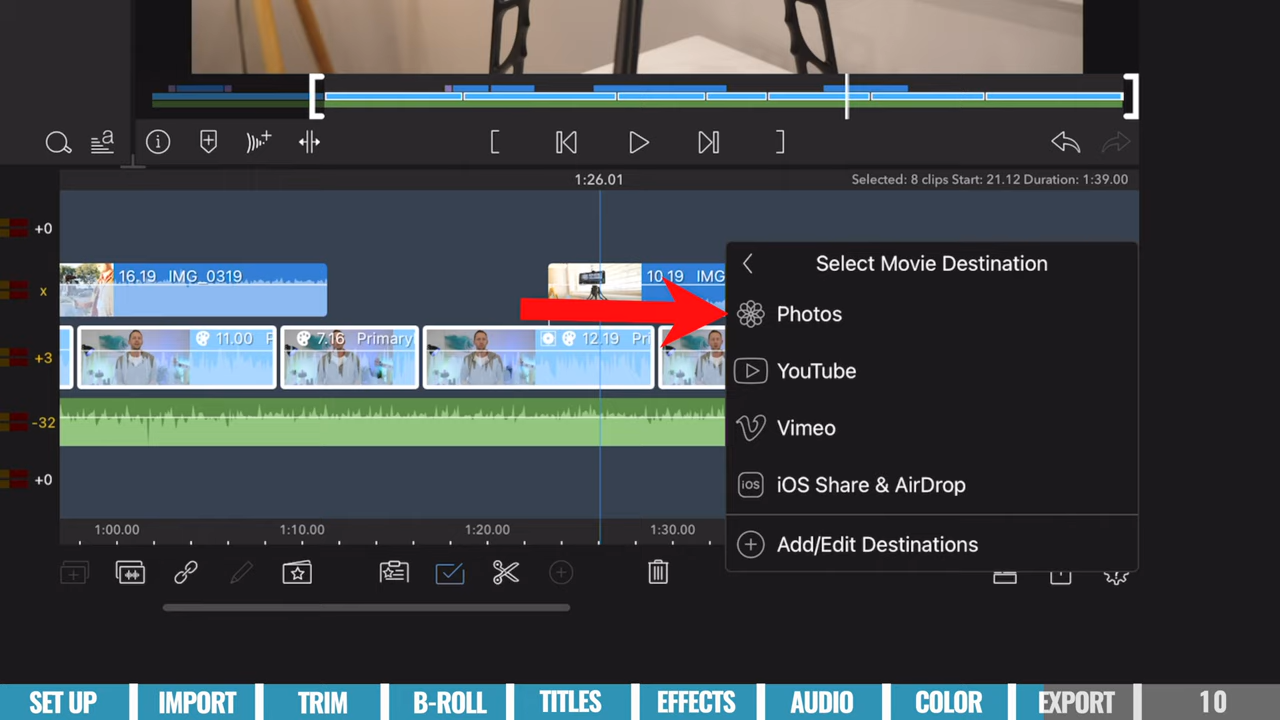 1:26.01
Selected: 8 clips Start: 21.12 Duration: 1:39.00
+0
x
+3
-32
+0
16.19 IMG_0319
10.19 IMG
11.00 P
7.16 Primary
12.19 Pri
Select Movie Destination
Photos
YouTube
Vimeo
iOS
iOS Share & AirDrop
Add/Edit Destinations
1:00.00 1:10.00 1:20.00 1:30.00
SET UP IMPORT TRIM B-ROLL TITLES EFFECTS AUDIO COLOR EXPORT 10